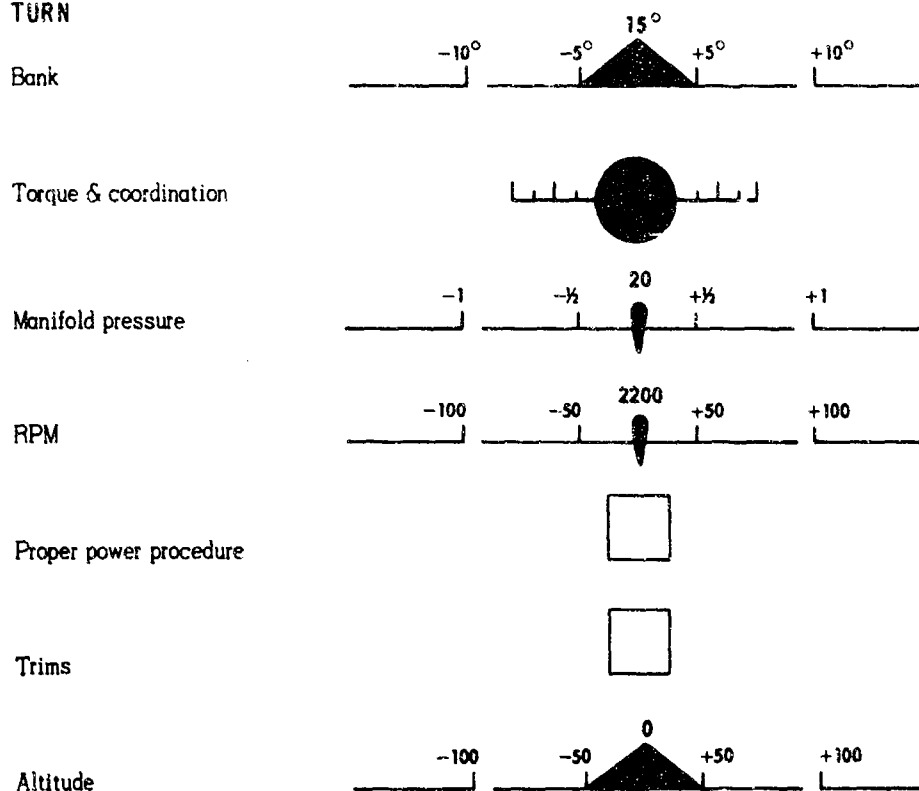 TURN
15°
−10° −5° +5° +10°
Bank
Torque & coordination
20
−1 −½ +½ +1
Manifold pressure
2200
−100 −50 +50 +100
RPM
Proper power procedure
Trims
0
−100 −50 +50 +100
Altitude